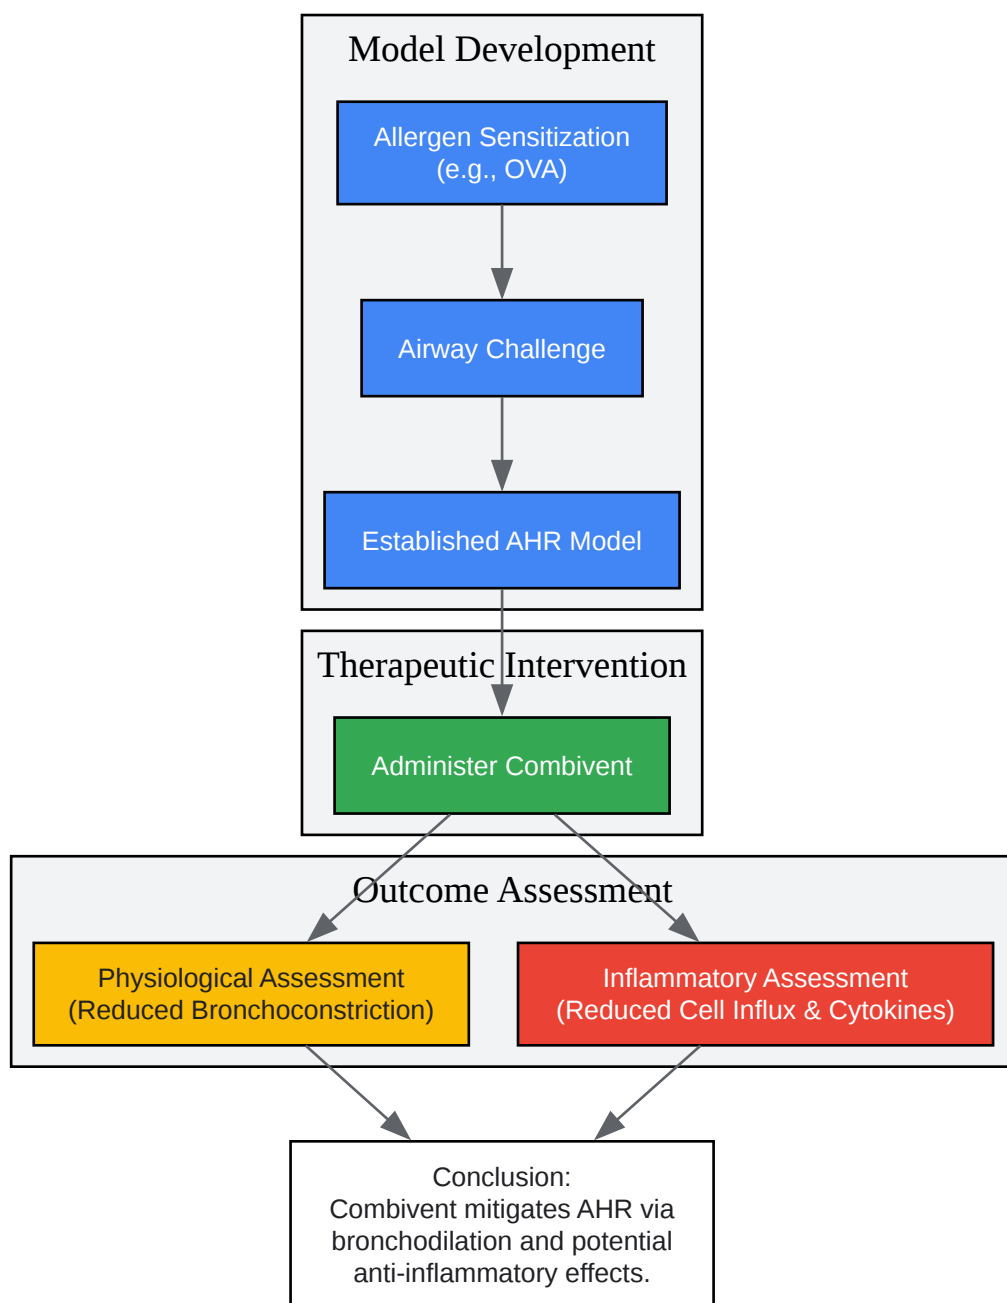 Model Development
Allergen Sensitization
(e.g., OVA)
Airway Challenge
Established AHR Model
Therapeutic Intervention
Administer Combivent
Outcome Assessment
Physiological Assessment
(Reduced Bronchoconstriction)
Inflammatory Assessment
(Reduced Cell Influx & Cytokines)
Conclusion:
Combivent mitigates AHR via
bronchodilation and potential
anti-inflammatory effects.